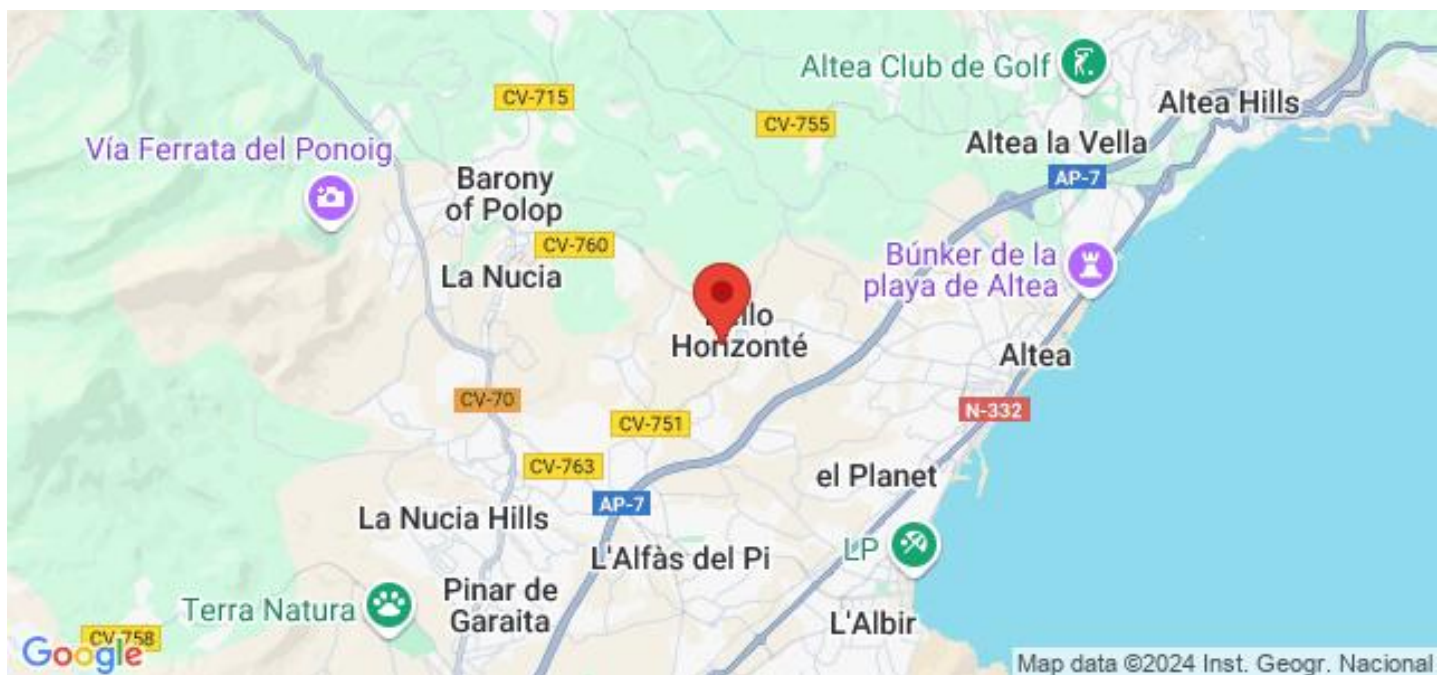 Altea Club de Golf
CV-715
Altea Hills
CV-755
Vía Ferrata del Ponoig
Altea la Vella
AP-7
Barony
of Polop
CV-760
La Nucia
Búnker de la
playa de Altea
Horizonté
Altea
CV-70
N-332
CV-751
CV-763
el Planet
AP-7
La Nucia Hills
L'Alfàs del Pi
LP
Pinar de
Garaita
Terra Natura
L'Albir
CV-758
Google
Map data ©2024 Inst. Geogr. Nacional